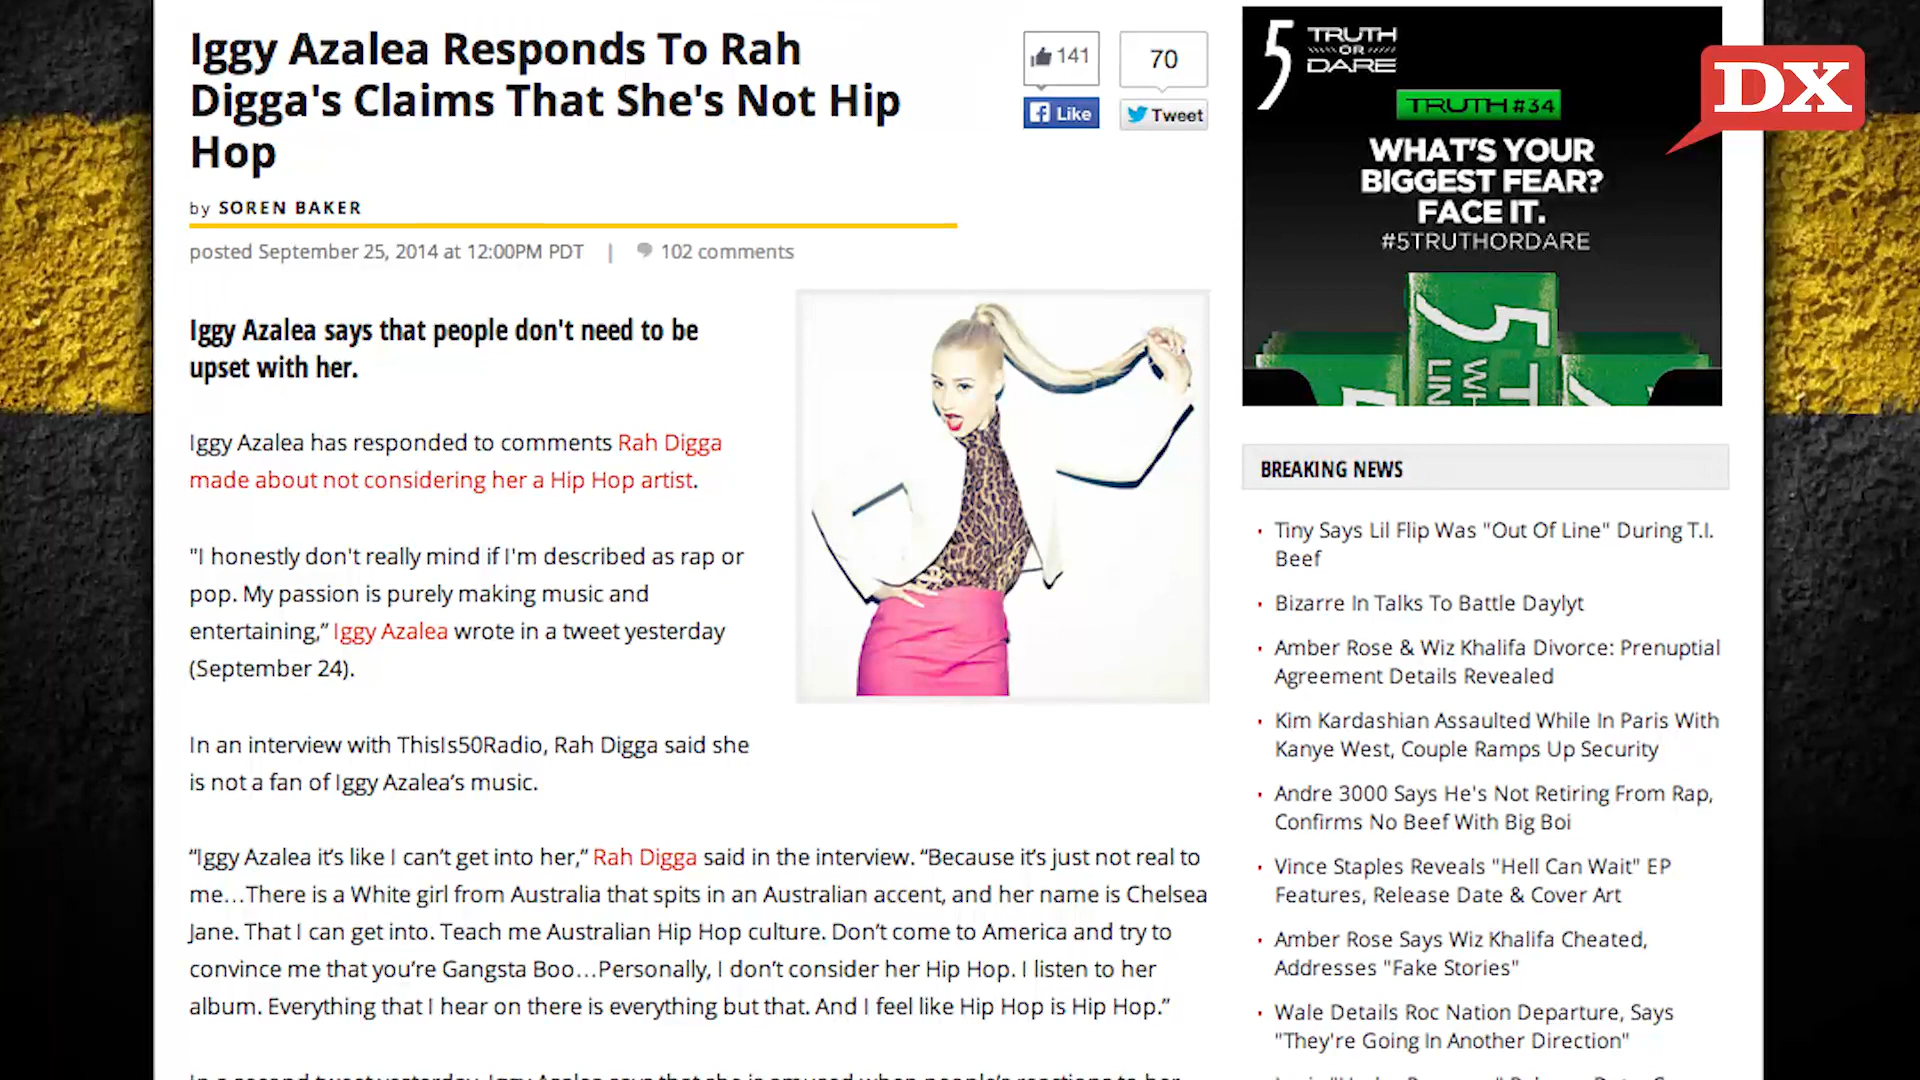 Iggy Azalea Responds To Rah
Digga's Claims That She's Not Hip
Hop
by SOREN BAKER
posted September 25, 2014 at 12:00PM PDT | 102 comments
141
Like
70
Tweet
Iggy Azalea says that people don't need to be
upset with her.
Iggy Azalea has responded to comments Rah Digga
made about not considering her a Hip Hop artist.
"I honestly don't really mind if I'm described as rap or
pop. My passion is purely making music and
entertaining,” Iggy Azalea wrote in a tweet yesterday
(September 24).
In an interview with ThisIs50Radio, Rah Digga said she
is not a fan of Iggy Azalea’s music.
“Iggy Azalea it’s like I can’t get into her,” Rah Digga said in the interview. “Because it’s just not real to
me…There is a White girl from Australia that spits in an Australian accent, and her name is Chelsea
Jane. That I can get into. Teach me Australian Hip Hop culture. Don’t come to America and try to
convince me that you’re Gangsta Boo…Personally, I don’t consider her Hip Hop. I listen to her
album. Everything that I hear on there is everything but that. And I feel like Hip Hop is Hip Hop.”
5
TRUTH
OR
DARE
TRUTH #34
WHAT'S YOUR
BIGGEST FEAR?
FACE IT.
#5TRUTHORDARE
5
DX
BREAKING NEWS
Tiny Says Lil Flip Was "Out Of Line" During T.I.
Beef
Bizarre In Talks To Battle Daylyt
Amber Rose & Wiz Khalifa Divorce: Prenuptial
Agreement Details Revealed
Kim Kardashian Assaulted While In Paris With
Kanye West, Couple Ramps Up Security
Andre 3000 Says He's Not Retiring From Rap,
Confirms No Beef With Big Boi
Vince Staples Reveals "Hell Can Wait" EP
Features, Release Date & Cover Art
Amber Rose Says Wiz Khalifa Cheated,
Addresses "Fake Stories"
Wale Details Roc Nation Departure, Says
"They're Going In Another Direction"